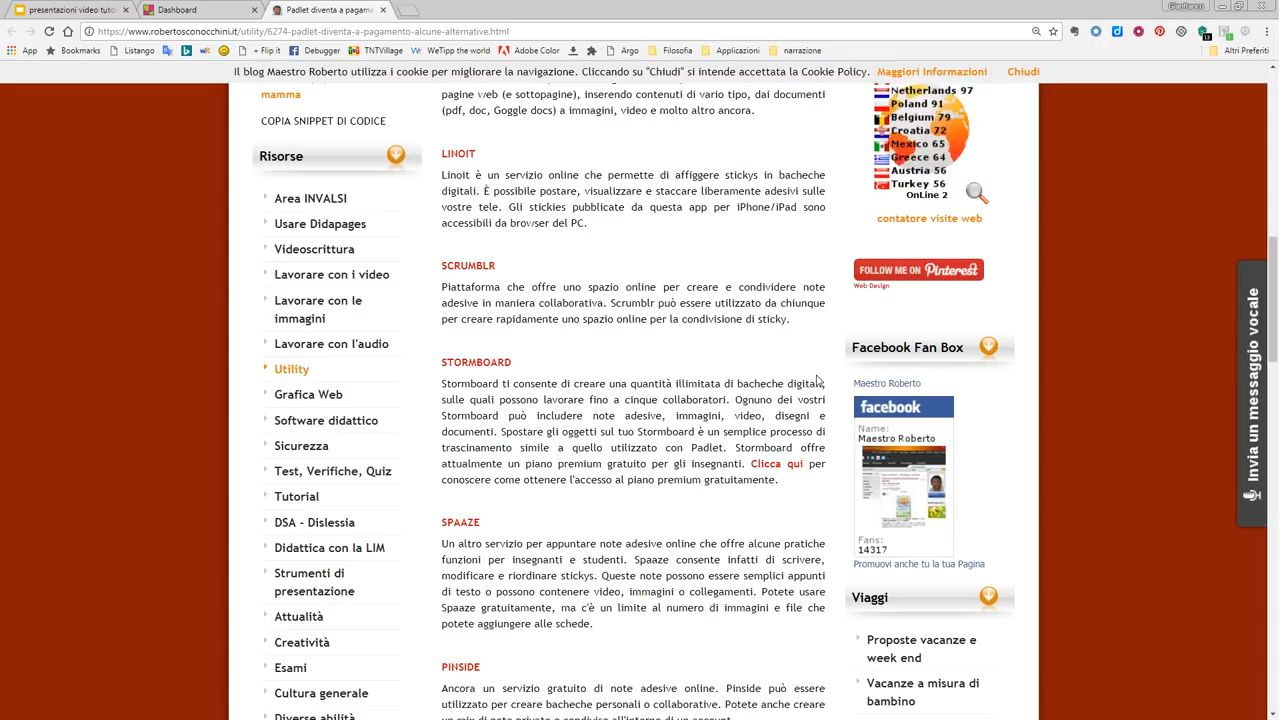 presentazioni video tuto
Dashboard
Padlet diventa a pagame
Gianfranco
https://www.robertosconocchini.it/utility/6274-padlet-diventa-a-pagamento-alcune-alternative.html
App
Bookmarks
Listango
+ Flip it
Debugger
TNTVillage
WeTipp the world
Adobe Color
Argo
Filosofia
Applicazioni
narrazione
Altri Preferiti
Il blog Maestro Roberto utilizza i cookie per migliorare la navigazione. Cliccando su "Chiudi" si intende accettata la Cookie Policy. Maggiori Informazioni Chiudi
mamma
COPIA SNIPPET DI CODICE
Risorse
Area INVALSI
Usare Didapages
Videoscrittura
Lavorare con i video
Lavorare con le
immagini
Lavorare con l'audio
Utility
Grafica Web
Software didattico
Sicurezza
Test, Verifiche, Quiz
Tutorial
DSA - Dislessia
Didattica con la LIM
Strumenti di
presentazione
Attualità
Creatività
Esami
Cultura generale
Diverse abilità
pagine web (e sottopagine), inserendo contenuti di vario tipo, dai documenti
(pdf, doc, Goggle docs) a immagini, video e molto altro ancora.
LINOIT
Linoit è un servizio online che permette di affiggere stickys in bacheche
digitali. È possibile postare, visualizzare e staccare liberamente adesivi sulle
vostre tele. Gli stickies pubblicate da questa app per iPhone/iPad sono
accessibili da browser del PC.
SCRUMBLR
Piattaforma che offre uno spazio online per creare e condividere note
adesive in maniera collaborativa. Scrumblr può essere utilizzato da chiunque
per creare rapidamente uno spazio online per la condivisione di sticky.
STORMBOARD
Stormboard ti consente di creare una quantità illimitata di bacheche digitali,
sulle quali possono lavorare fino a cinque collaboratori. Ognuno dei vostri
Stormboard può includere note adesive, immagini, video, disegni e
documenti. Spostare gli oggetti sul tuo Stormboard è un semplice processo di
trascinamento simile a quello utilizzato con Padlet. Stormboard offre
attualmente un piano premium gratuito per gli insegnanti. Clicca qui per
conoscere come ottenere l'accesso al piano premium gratuitamente.
SPAAZE
Un altro servizio per appuntare note adesive online che offre alcune pratiche
funzioni per insegnanti e studenti. Spaaze consente infatti di scrivere,
modificare e riordinare stickys. Queste note possono essere semplici appunti
di testo o possono contenere video, immagini o collegamenti. Potete usare
Spaaze gratuitamente, ma c'è un limite al numero di immagini e file che
potete aggiungere alle schede.
PINSIDE
Ancora un servizio gratuito di note adesive online. Pinside può essere
utilizzato per creare bacheche personali o collaborative. Potete anche creare
un mix di note private o condivise all'interno di un account.
Netherlands 97
Poland 91
Belgium 79
Croatia 72
Mexico 65
Greece 64
Austria 56
Turkey 56
OnLine 2
contatore visite web
FOLLOW ME ON Pinterest
Web Design
Facebook Fan Box
Maestro Roberto
facebook
Name:
Maestro Roberto
Fans:
14317
Promuovi anche tu la tua Pagina
Viaggi
Proposte vacanze e
week end
Vacanze a misura di
bambino
Invia un messaggio vocale